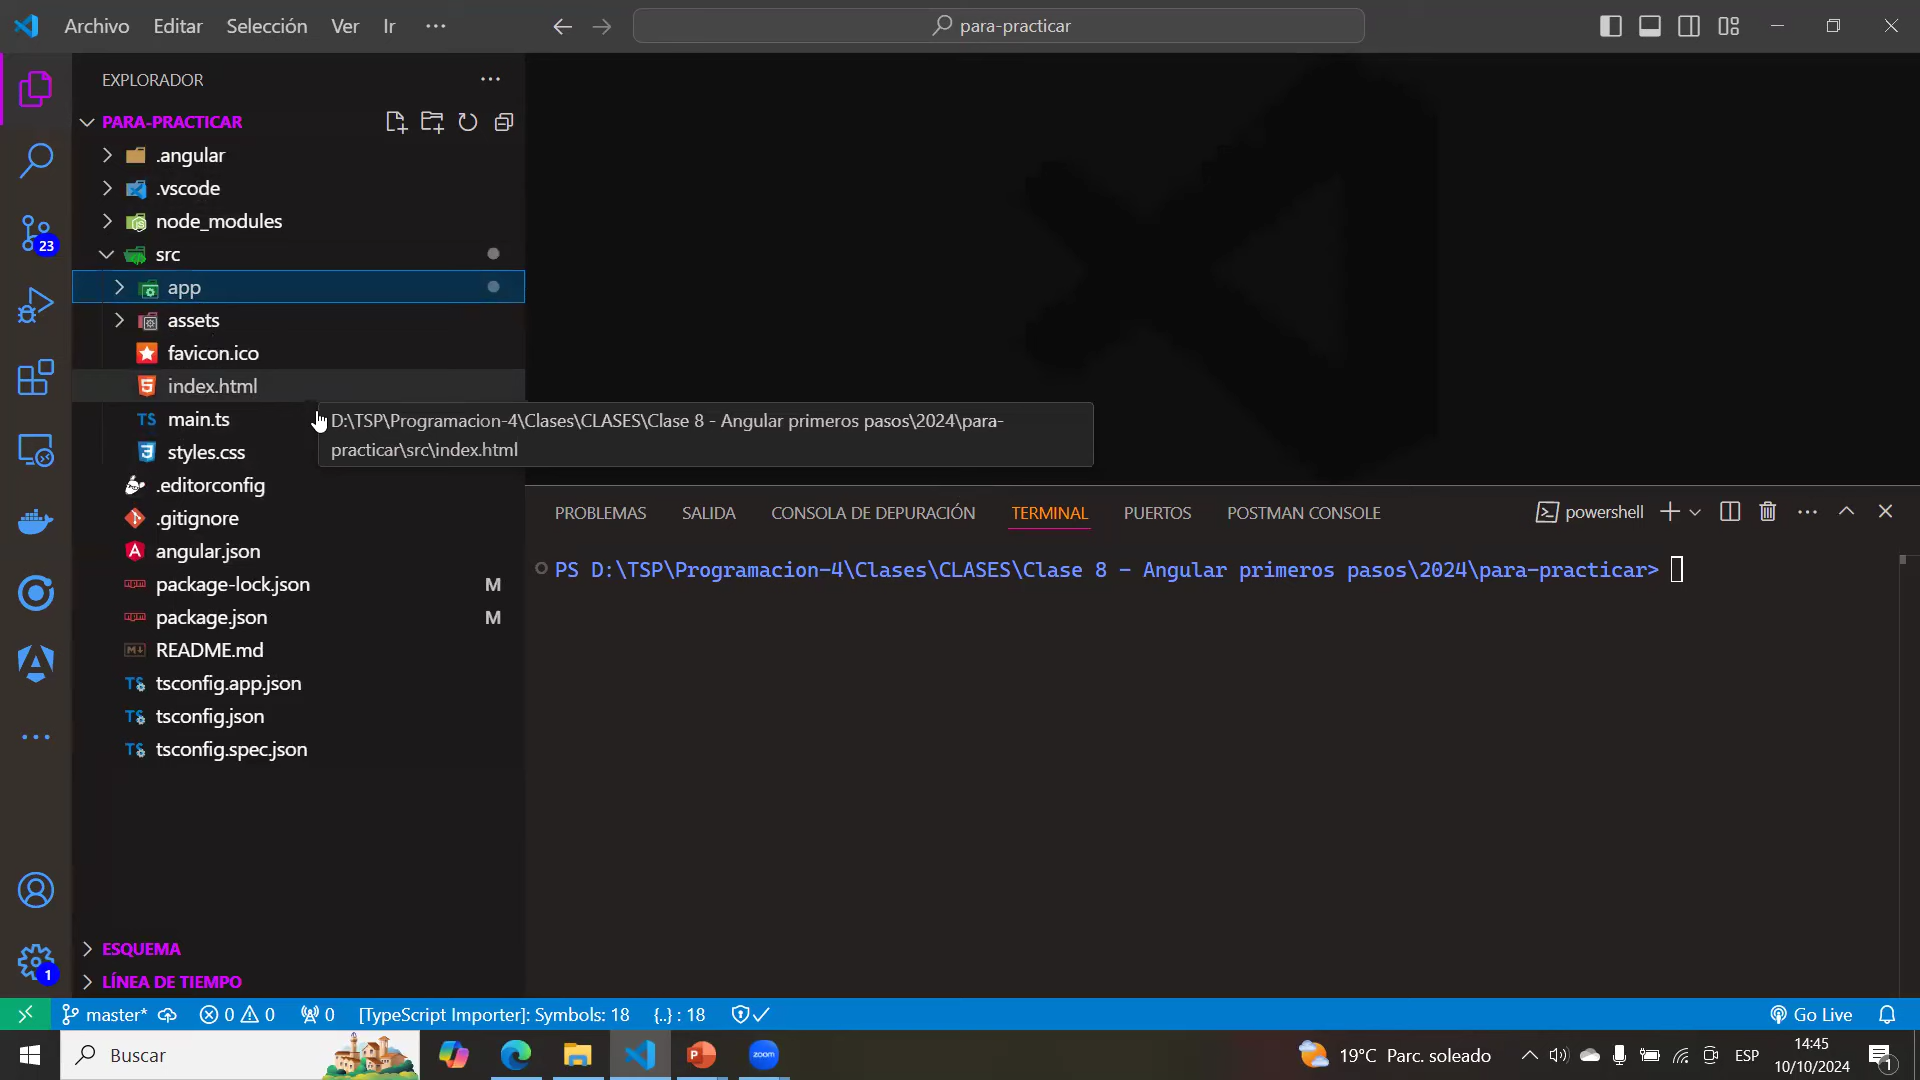 Archivo Editar Selección Ver Ir ···
para-practicar
EXPLORADOR ···
PARA-PRACTICAR
.angular
.vscode
node_modules
23
src
app
assets
favicon.ico
index.html
main.ts
D:\TSP\Programacion-4\Clases\CLASES\Clase 8 - Angular primeros pasos\2024\para-
practicar\src\index.html
styles.css
.editorconfig
.gitignore
angular.json
package-lock.json M
package.json M
README.md
tsconfig.app.json
tsconfig.json
tsconfig.spec.json
PROBLEMAS SALIDA CONSOLA DE DEPURACIÓN TERMINAL PUERTOS POSTMAN CONSOLE powershell
PS D:\TSP\Programacion-4\Clases\CLASES\Clase 8 - Angular primeros pasos\2024\para-practicar>
ESQUEMA
1
LÍNEA DE TIEMPO
master* 0 0 0 [TypeScript Importer]: Symbols: 18 {..} : 18 Go Live
Buscar zoom 19°C Parc. soleado ESP 14:45
10/10/2024 1